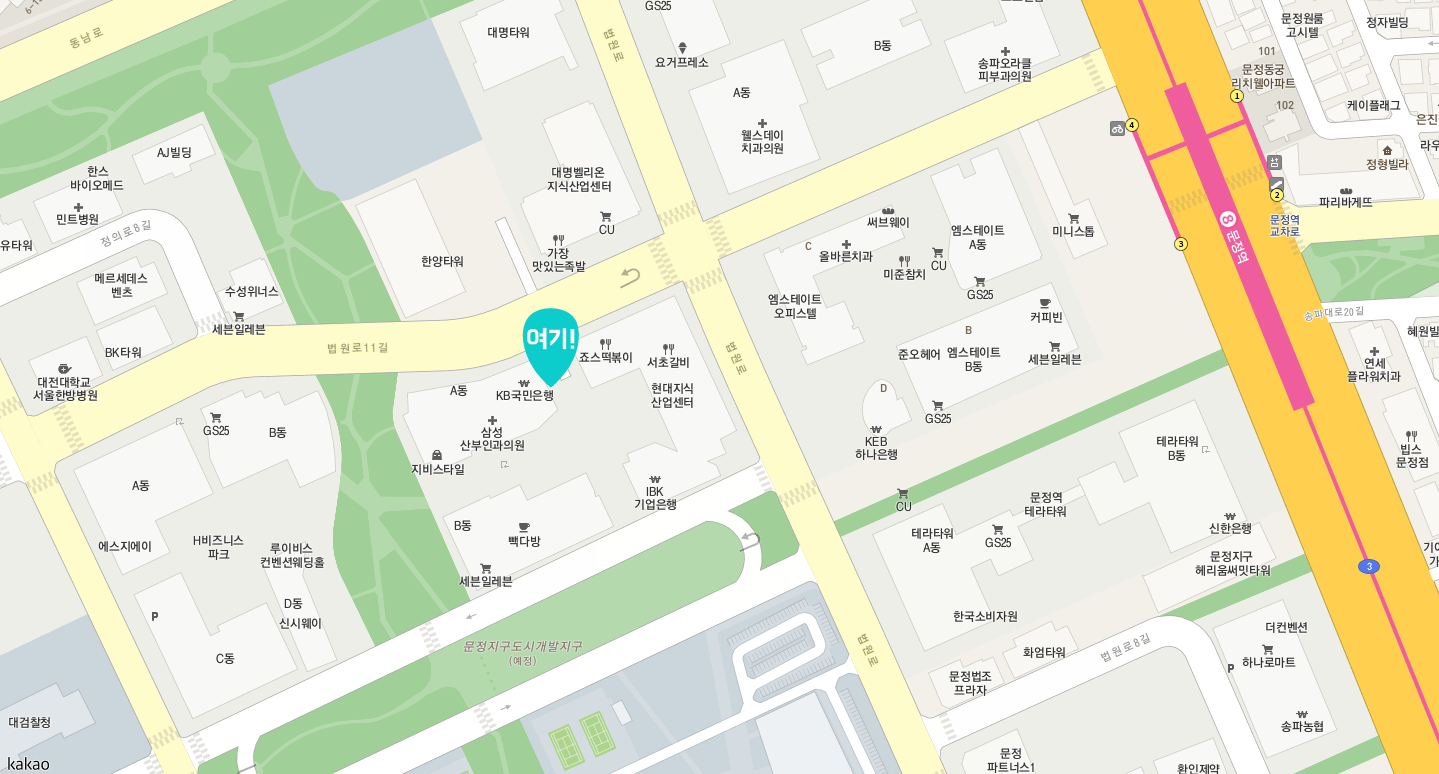 동남로
대명타워
법원로
GS25
요거프레소
B동
송파오라클
피부과의원
문정원룸
고시텔
정자빌딩
101
문정동궁
리치웰아파트
102
1
케이플래그
4
A동
웰스데이
치과의원
AJ빌딩
한스
바이오메드
민트병원
정의로8길
유타워
대명벨리온
지식산업센터
CU
가장
맛있는족발
한양타워
메르세데스
벤츠
수성위너스
세븐일레븐
BK타워
대전대학교
서울한방병원
법원로11길
여기!
써브웨이
C
올바른치과
미준참치
CU
엠스테이트
A동
GS25
미니스톱
엠스테이트
오피스텔
커피빈
B
준오헤어
엠스테이트
B동
세븐일레븐
D
GS25
KEB
하나은행
정형빌라
파리바게뜨
2
문정역
교차로
3
8 문정역
송파대로20길
연세
플라워치과
빕스
문정점
죠스떡볶이
서초갈비
현대지식
산업센터
법원로
A동
KB국민은행
삼성
산부인과의원
지비스타일
IBK
기업은행
B동
빽다방
세븐일레븐
GS25
B동
A동
에스지에이
H비즈니스
파크
루이비스
컨벤션웨딩홀
D동
신시웨이
P
C동
대검찰청
문정지구도시개발지구
(예정)
CU
테라타워
A동
GS25
문정역
테라타워
테라타워
B동
신한은행
문정지구
헤리움써밋타워
한국소비자원
화엄타워
문정법조
프라자
법원로
법원로8길
더컨벤션
하나로마트
P
송파농협
3
문정
파트너스1
환인제약
kakao